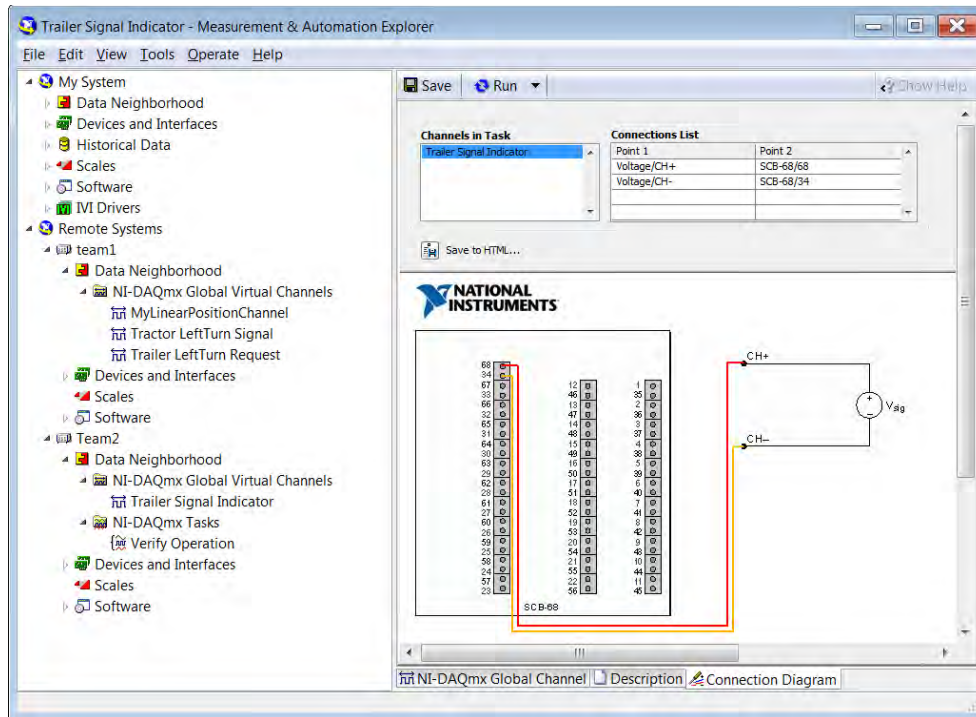 Trailer Signal Indicator - Measurement & Automation Explorer
File Edit View Tools Operate Help
My System
Data Neighborhood
Devices and Interfaces
Historical Data
Scales
Software
IVI Drivers
Remote Systems
team1
Data Neighborhood
NI-DAQmx Global Virtual Channels
MyLinearPositionChannel
Tractor LeftTurn Signal
Trailer LeftTurn Request
Devices and Interfaces
Scales
Software
Team2
Data Neighborhood
NI-DAQmx Global Virtual Channels
Trailer Signal Indicator
NI-DAQmx Tasks
Verify Operation
Devices and Interfaces
Scales
Software
Save Run Show Help
Channels in Task
Trailer Signal Indicator
Connections List
Point 1 Point 2
Voltage/CH+ SCB-68/68
Voltage/CH- SCB-68/34
Save to HTML...
NATIONAL
INSTRUMENTS
68
34
67 12 1
33 46 35
66 13 2
32 47 36
65 14 3
31 48 37
64 15 4
30 49 38
63 16 5
29 50 39
62 17 6
28 51 40
61 18 7
27 52 41
60 19 8
26 53 42
59 20 9
25 54 43
58 21 10
24 55 44
57 22 11
23 56 45
SCB-68
CH+
+
Vsig
-
CH-
NI-DAQmx Global Channel Description Connection Diagram